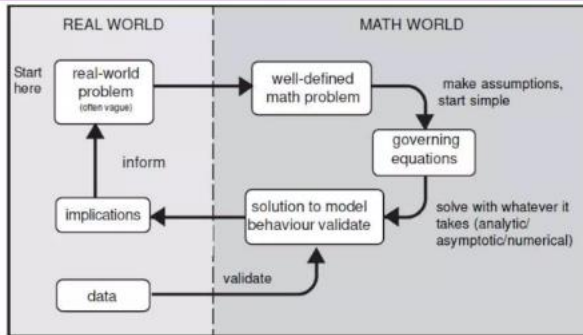 REAL WORLD
MATH WORLD
Start
here
real-world
problem
(often vague)
well-defined
math problem
make assumptions,
start simple
governing
equations
inform
implications
solution to model
behaviour validate
solve with whatever it
takes (analytic/
asymptotic/numerical)
validate
data